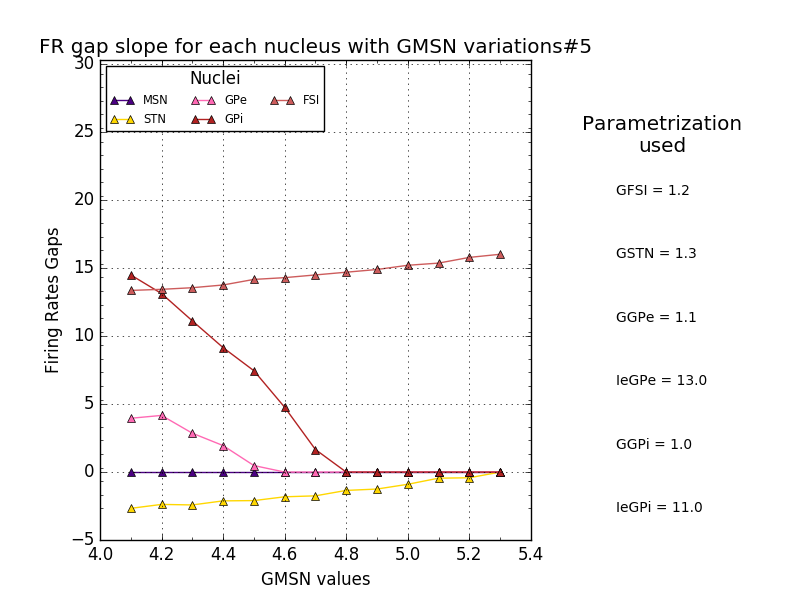 FR gap slope for each nucleus with GMSN variations#5
Nuclei
MSN GPe FSI
STN GPi
30
25
20
15
10
5
0
−5
Firing Rates Gaps
4.0 4.2 4.4 4.6 4.8 5.0 5.2 5.4
GMSN values
Parametrization
used
GFSI = 1.2
GSTN = 1.3
GGPe = 1.1
IeGPe = 13.0
GGPi = 1.0
IeGPi = 11.0